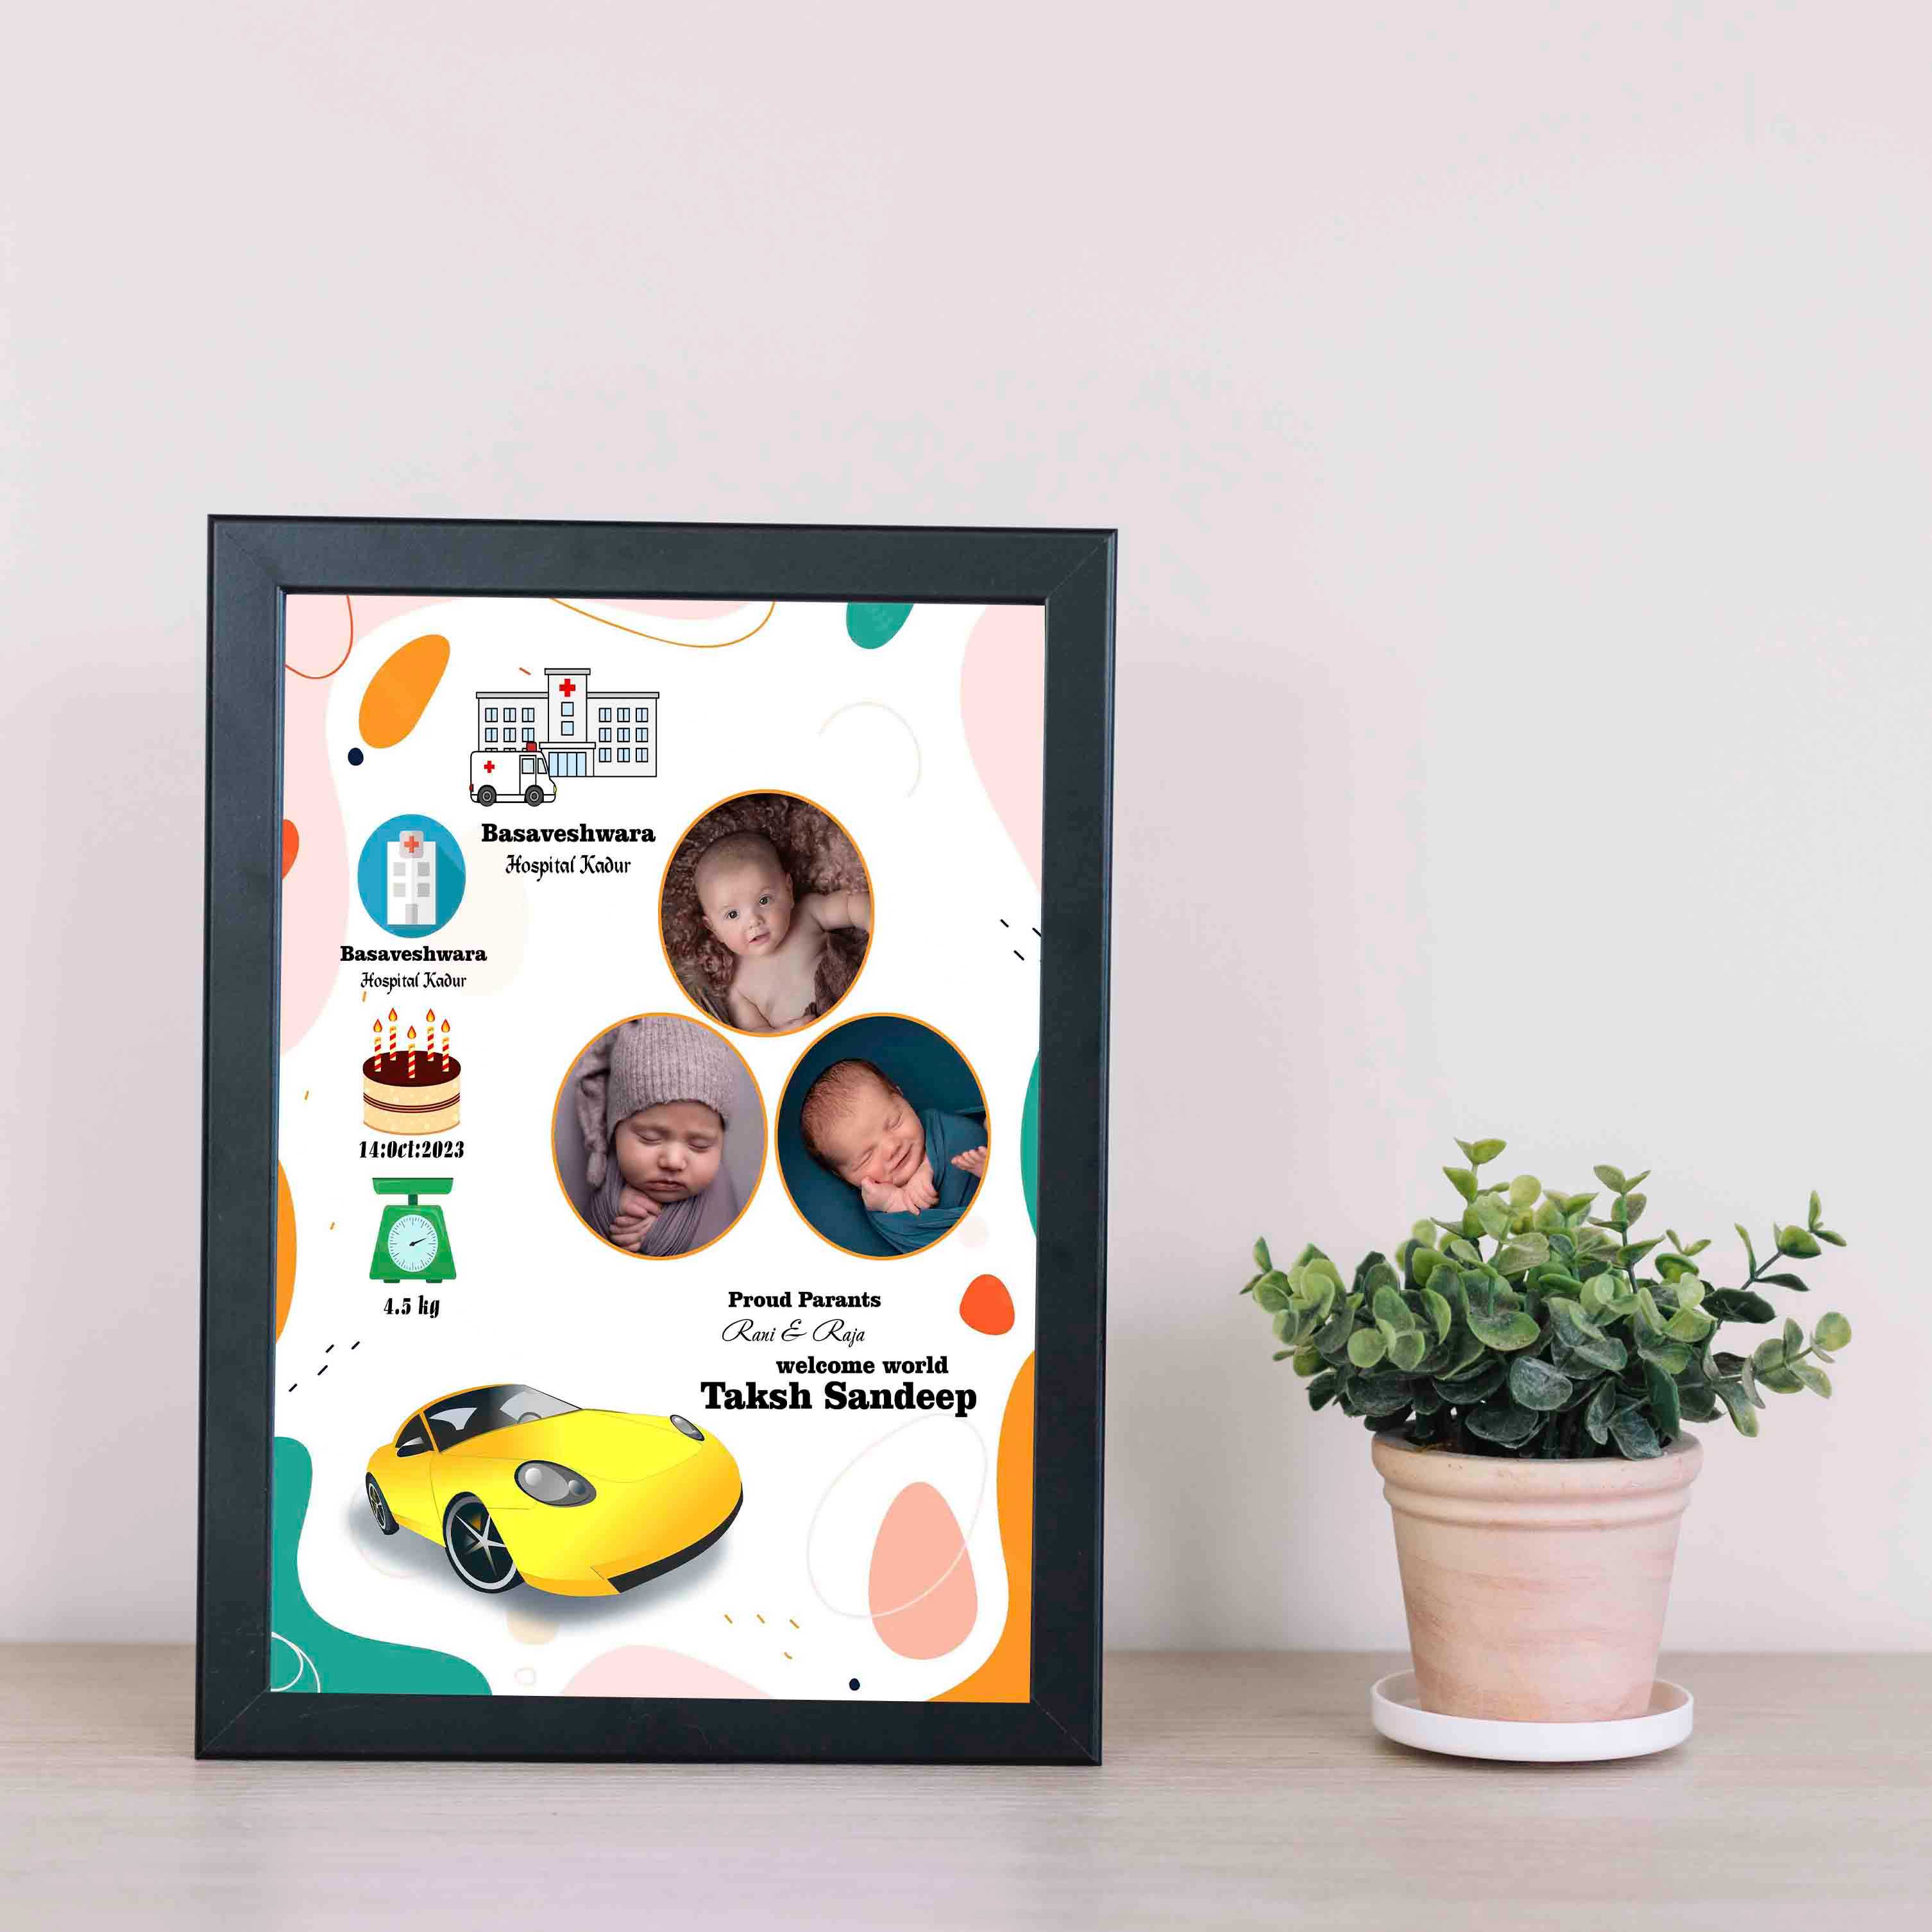 Basaveshwara
Hospital Kadur
Basaveshwara
Hospital Kadur
14:Oct:2023
4.5 kg
Proud Parants
Rani & Raja
welcome world
Taksh Sandeep